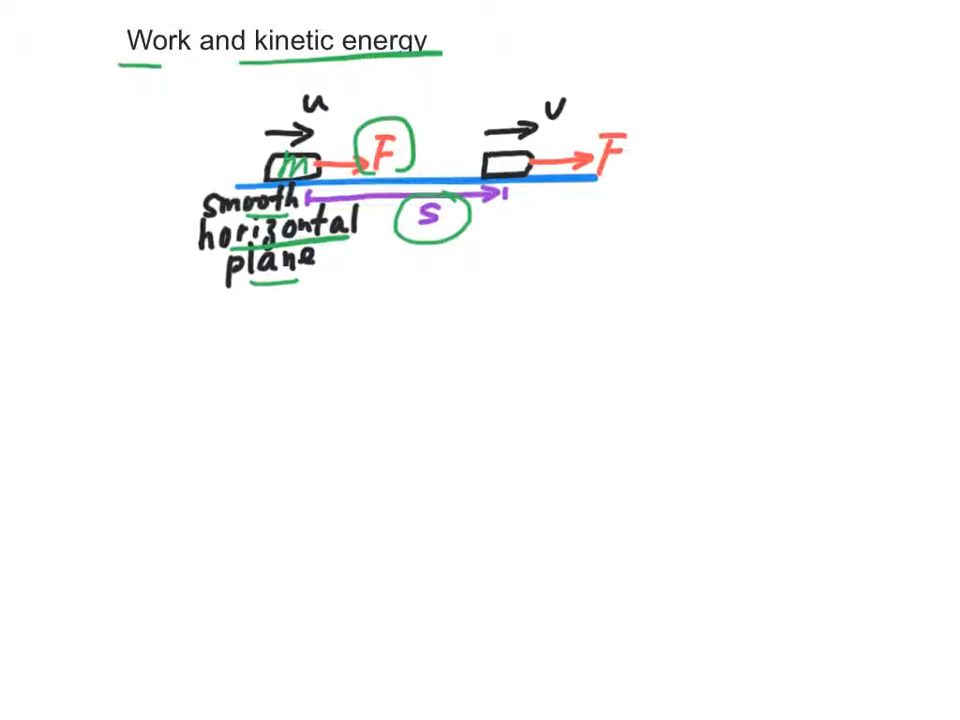 Work and kinetic energy
u
v
m
F
F
smooth
s
horizontal
plane